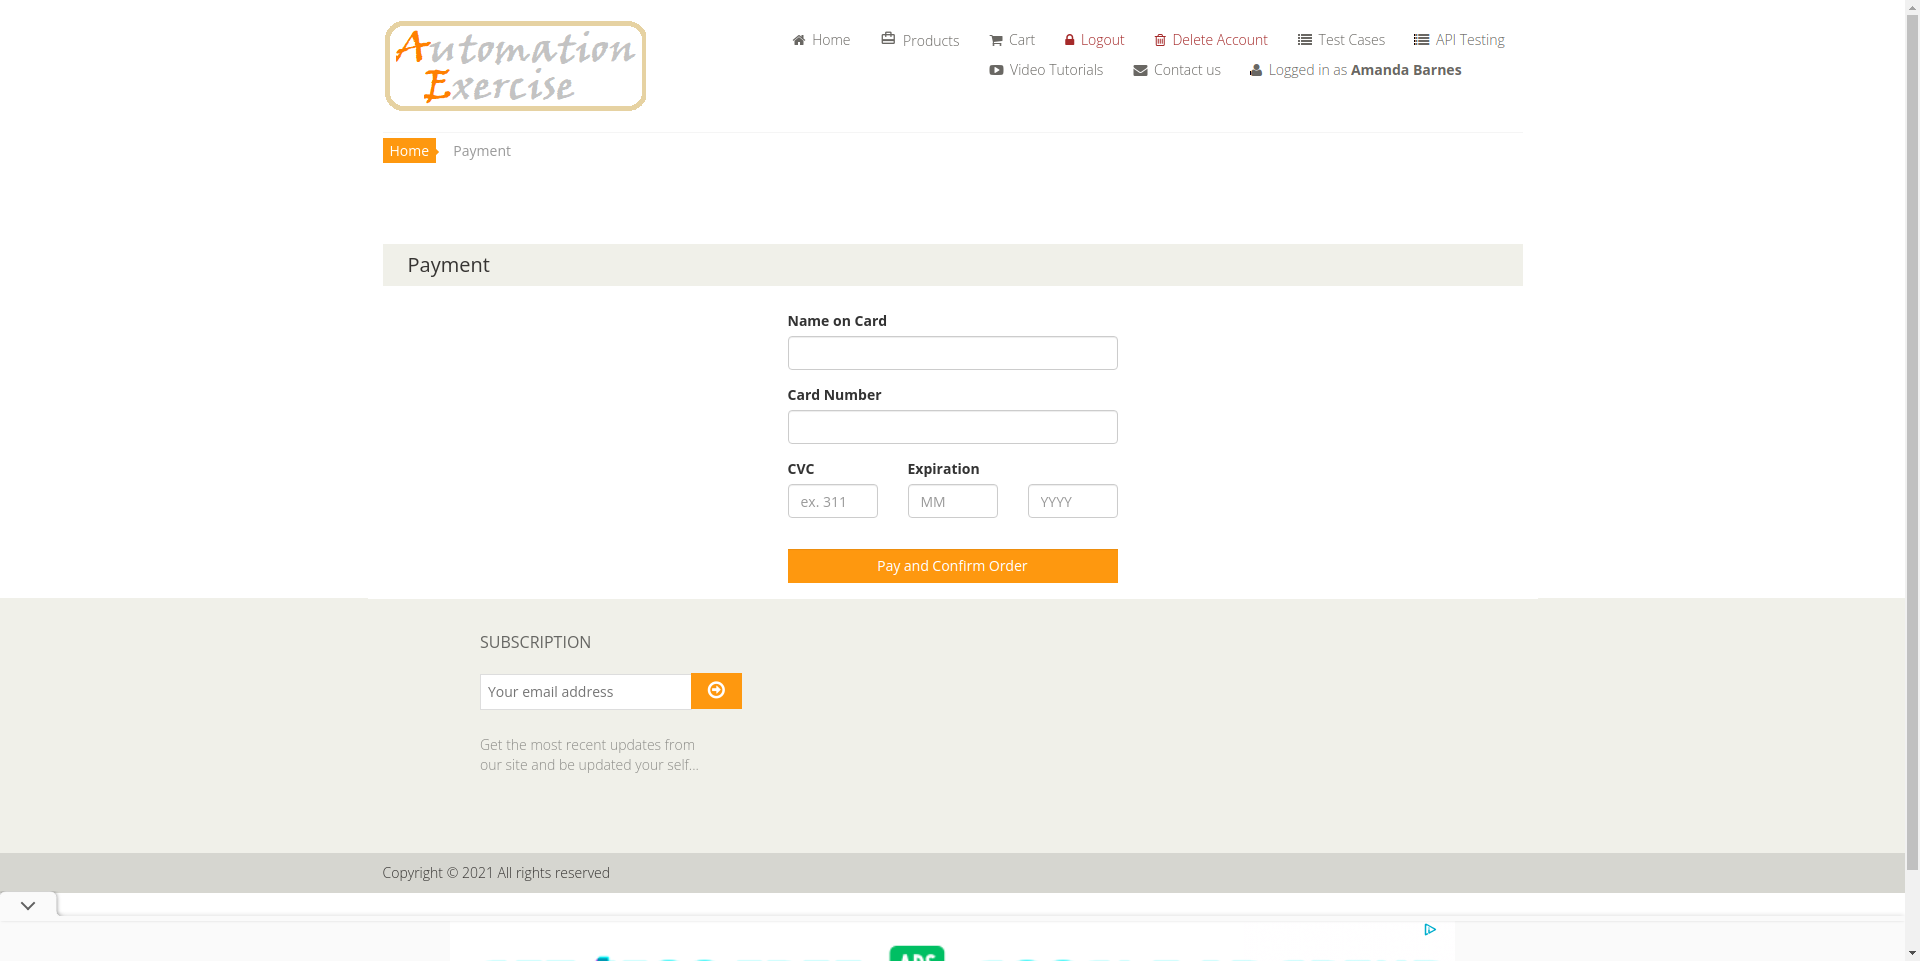 Automation
Exercise
Home
Products
Cart
Logout
Delete Account
Test Cases
API Testing
Video Tutorials
Contact us
Logged in as Amanda Barnes
Home
Payment
Payment
Name on Card
Card Number
CVC
Expiration
ex. 311
MM
YYYY
Pay and Confirm Order
SUBSCRIPTION
Your email address
Get the most recent updates from
our site and be updated your self...
Copyright © 2021 All rights reserved